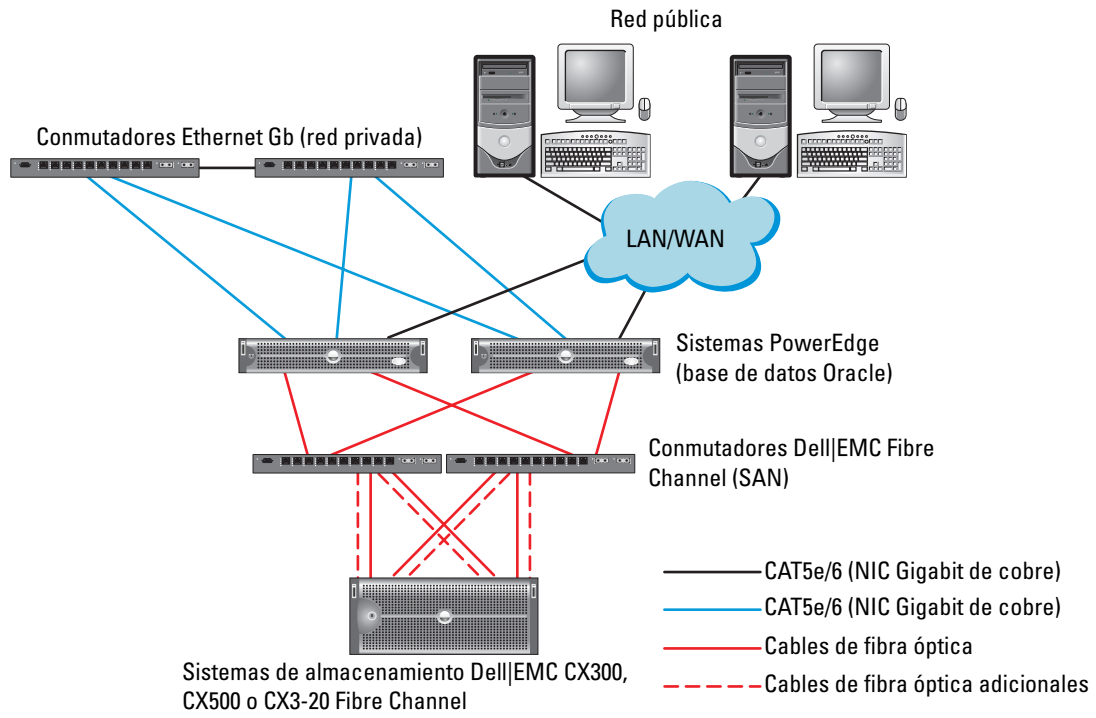 Red pública
Conmutadores Ethernet Gb (red privada)
LAN/WAN
Sistemas PowerEdge
(base de datos Oracle)
Conmutadores Dell|EMC Fibre
Channel (SAN)
CAT5e/6 (NIC Gigabit de cobre)
CAT5e/6 (NIC Gigabit de cobre)
Cables de fibra óptica
Cables de fibra óptica adicionales
Sistemas de almacenamiento Dell|EMC CX300,
CX500 o CX3-20 Fibre Channel